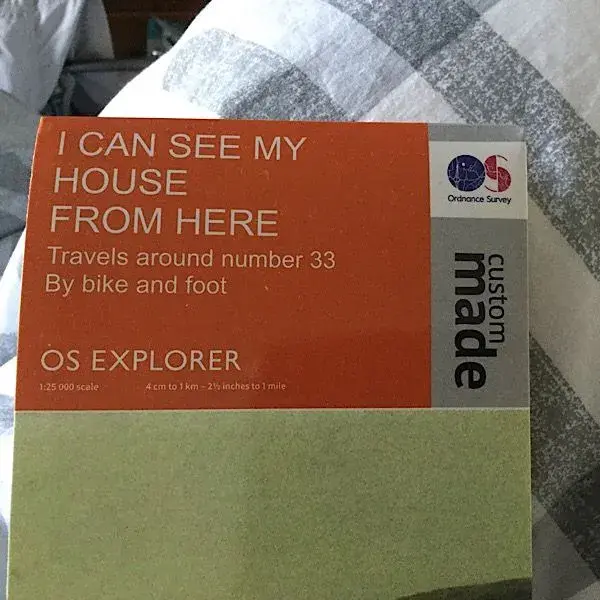 I CAN SEE MY
HOUSE
FROM HERE
Travels around number 33
By bike and foot
OS EXPLORER
1:25 000 scale 4 cm to 1 km – 2½ inches to 1 mile
OS
Ordnance Survey
custom
made